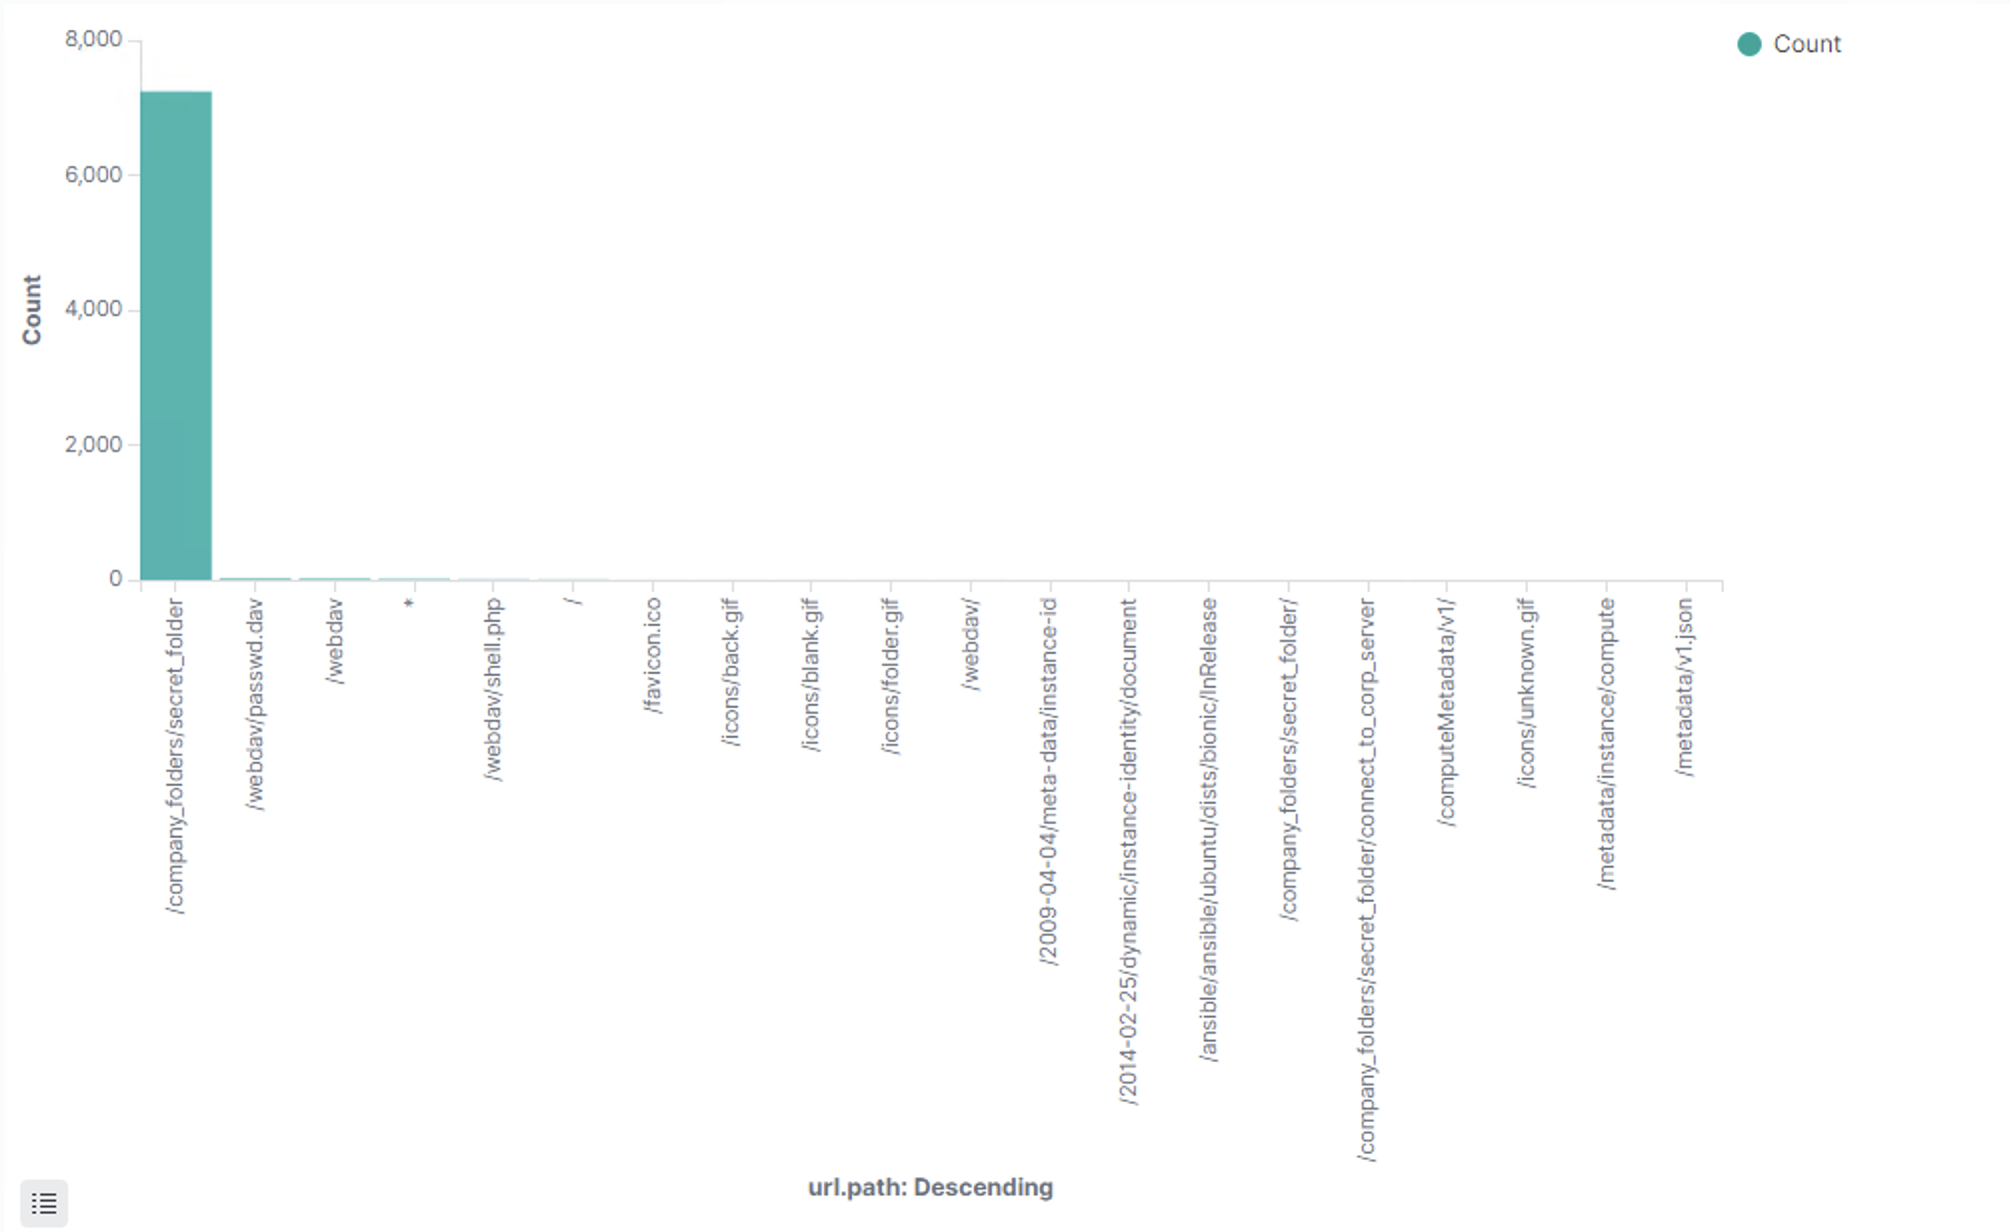 8,000
6,000
4,000
2,000
0
Count
Count
/company_folders/secret_folder
/webdav/passwd.dav
/webdav
*
/webdav/shell.php
/
/favicon.ico
/icons/back.gif
/icons/blank.gif
/icons/folder.gif
/webdav/
/2009-04-04/meta-data/instance-id
/2014-02-25/dynamic/instance-identity/document
/ansible/ansible/ubuntu/dists/bionic/InRelease
/company_folders/secret_folder/
/company_folders/secret_folder/connect_to_corp_server
/computeMetadata/v1/
/icons/unknown.gif
/metadata/instance/compute
/metadata/v1.json
url.path: Descending